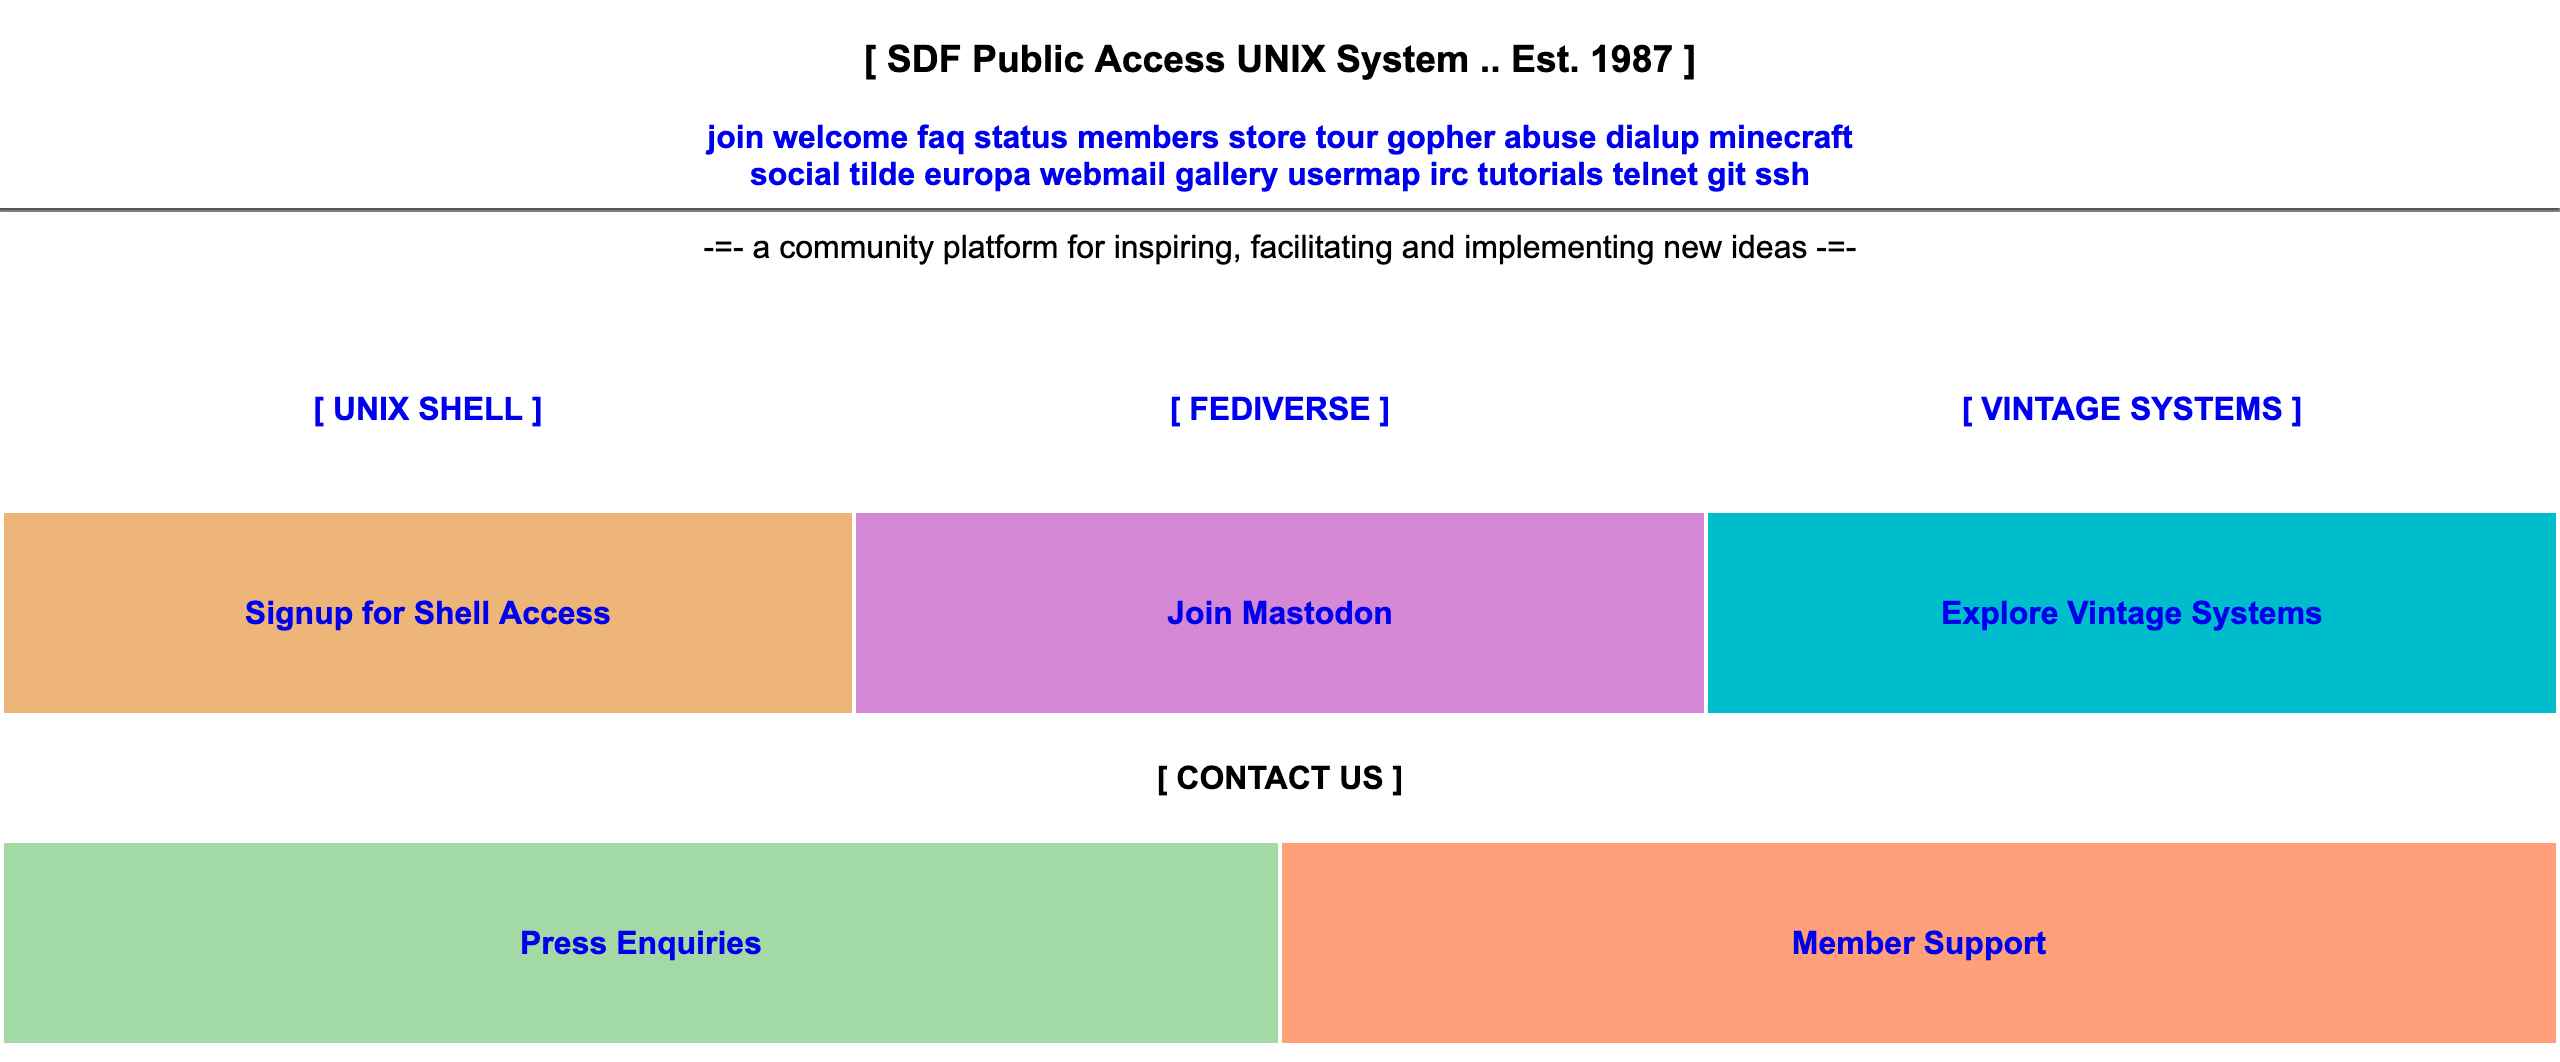 [ SDF Public Access UNIX System .. Est. 1987 ]
join welcome faq status members store tour gopher abuse dialup minecraft
social tilde europa webmail gallery usermap irc tutorials telnet git ssh
-=- a community platform for inspiring, facilitating and implementing new ideas -=-
[ UNIX SHELL ]
[ FEDIVERSE ]
[ VINTAGE SYSTEMS ]
Signup for Shell Access
Join Mastodon
Explore Vintage Systems
[ CONTACT US ]
Press Enquiries
Member Support